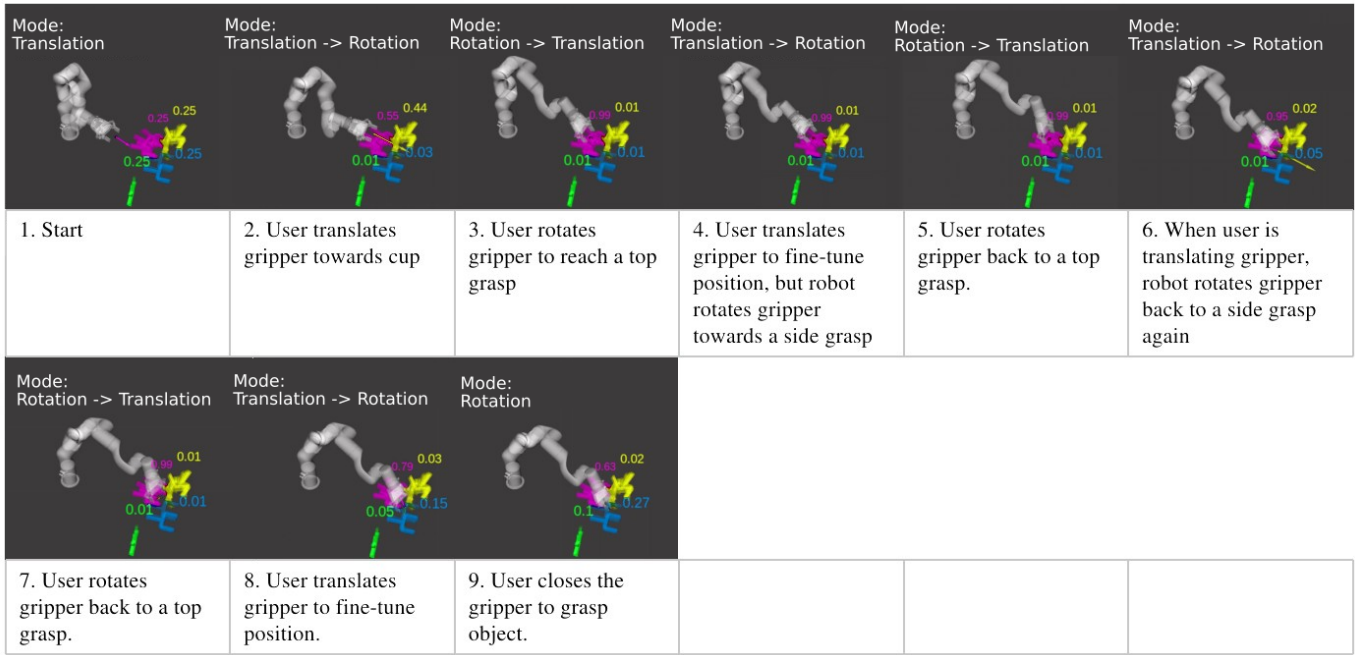 Mode:
Translation
0.25
0.25
0.25
0.25
Mode:
Translation -> Rotation
0.44
0.55
0.03
0.01
Mode:
Rotation -> Translation
0.01
0.99
0.01
0.01
Mode:
Translation -> Rotation
0.01
0.99
0.01
0.01
Mode:
Rotation -> Translation
0.01
0.99
0.01
0.01
Mode:
Translation -> Rotation
0.02
0.95
0.05
0.01
1. Start
2. User translates
gripper towards cup
3. User rotates
gripper to reach a top
grasp
4. User translates
gripper to fine-tune
position, but robot
rotates gripper
towards a side grasp
5. User rotates
gripper back to a top
grasp.
6. When user is
translating gripper,
robot rotates gripper
back to a side grasp
again
Mode:
Rotation -> Translation
0.01
0.99
0.01
0.01
Mode:
Translation -> Rotation
0.03
0.79
0.15
0.05
Mode:
Rotation
0.02
0.63
0.27
0.1
7. User rotates
gripper back to a top
grasp.
8. User translates
gripper to fine-tune
position.
9. User closes the
gripper to grasp
object.